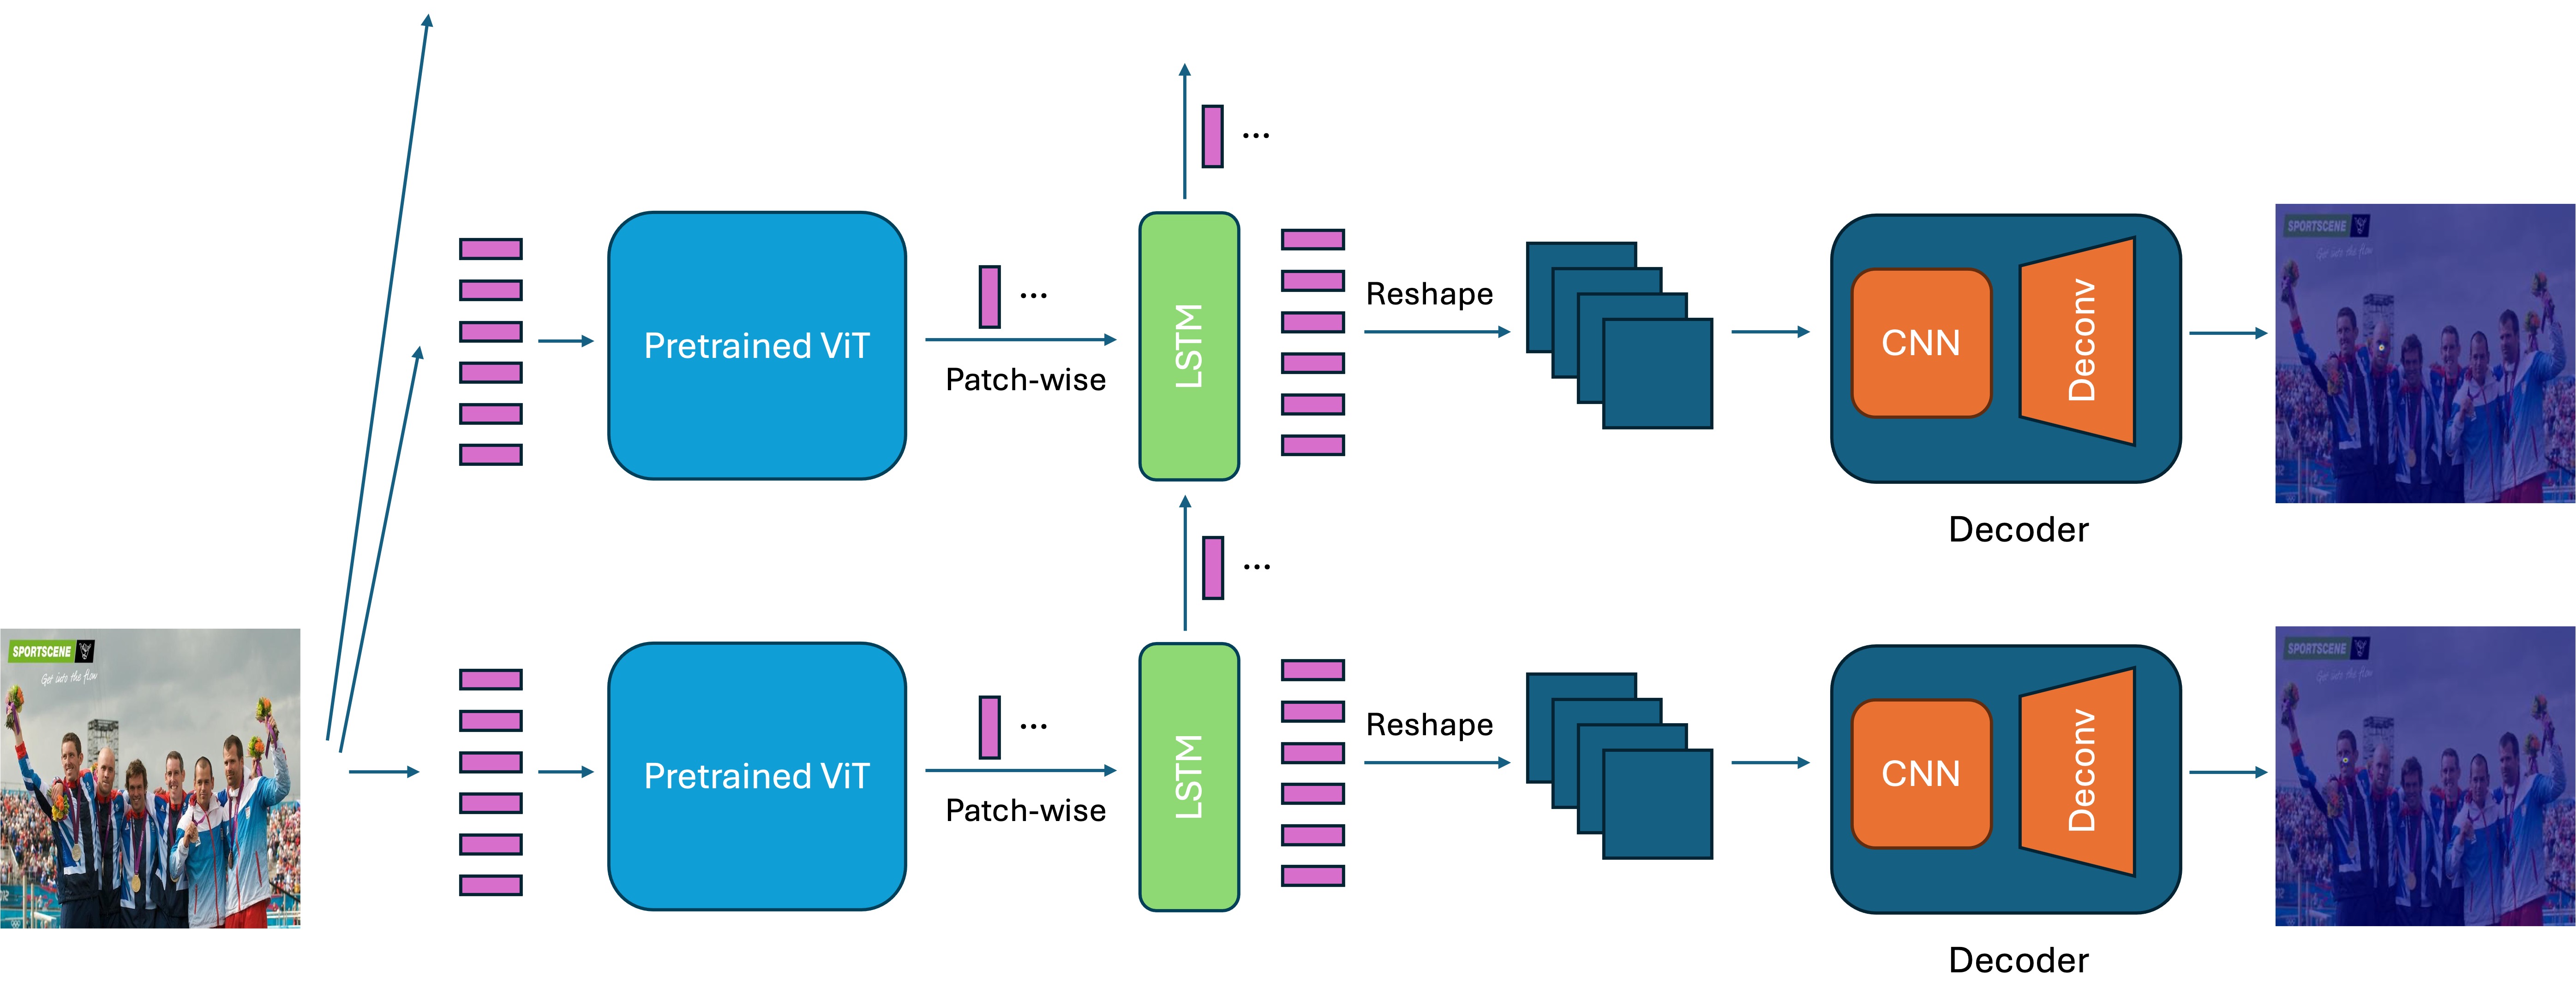 ...
...
Pretrained ViT
Patch-wise
LSTM
Reshape
CNN
Deconv
Decoder
SPORTSCENE
Get into the flow
...
SPORTSCENE
Get into the flow
...
Pretrained ViT
Patch-wise
LSTM
Reshape
CNN
Deconv
Decoder
SPORTSCENE
Get into the flow